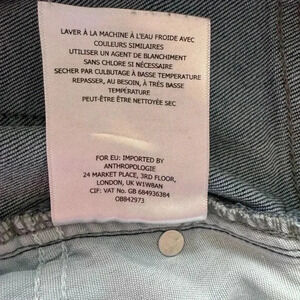 LAVER À LA MACHINE À L'EAU FROIDE AVEC
COULEURS SIMILAIRES
UTILISER UN AGENT DE BLANCHIMENT
SANS CHLORE SI NÉCESSAIRE
SECHER PAR CULBUTAGE À BASSE TEMPERATURE
REPASSER, AU BESOIN, À TRÈS BASSE
TEMPÉRATURE
PEUT-ÊTRE ÊTRE NETTOYÉE SEC
FOR EU: IMPORTED BY
ANTHROPOLOGIE
24 MARKET PLACE, 3RD FLOOR,
LONDON, UK W1W8AN
CIF: VAT No. GB 684936384
OB842973